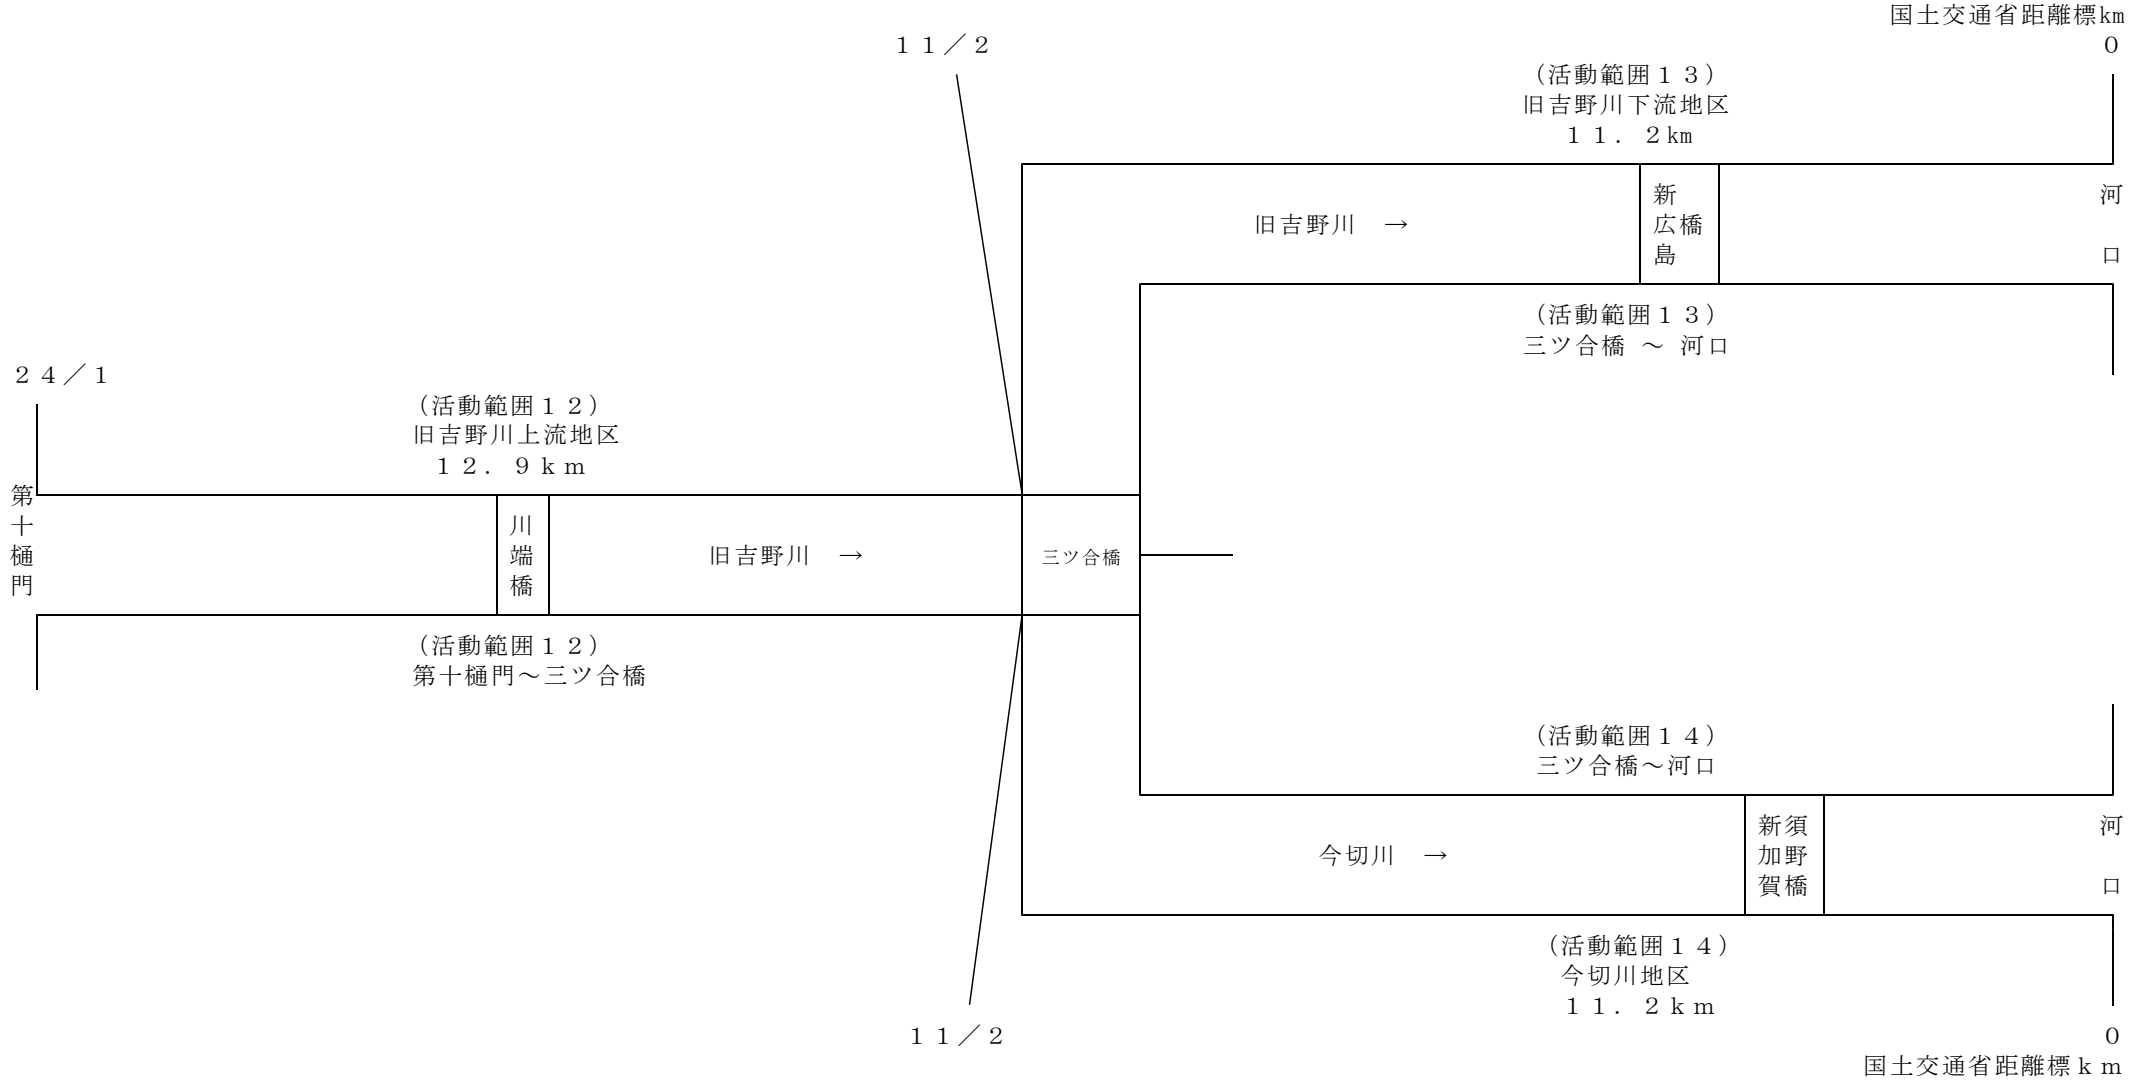 国土交通省距離標km
０
１１／２
（活動範囲１３）
旧吉野川下流地区
１１．２km
旧吉野川　→
新
広橋
島
河
口
（活動範囲１３）
三ツ合橋 ～ 河口
２４／１
（活動範囲１２）
旧吉野川上流地区
１２．９ｋｍ
第十樋門
川端橋
旧吉野川　→
三ツ合橋
（活動範囲１２）
第十樋門～三ツ合橋
（活動範囲１４）
三ツ合橋～河口
今切川　→
新須
加野
賀橋
河
口
（活動範囲１４）
今切川地区
１１．２ｋｍ
１１／２
０
国土交通省距離標ｋｍ